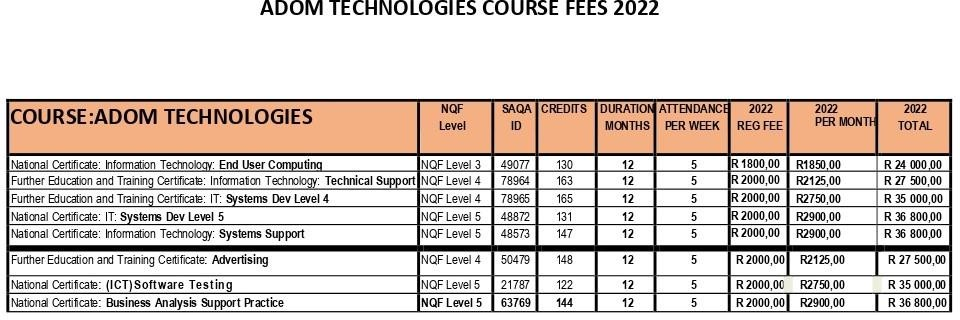 ADOM TECHNOLOGIES COURSE FEES 2022
COURSE:ADOM TECHNOLOGIES NQF Level SAQA ID CREDITS DURATION MONTHS ATTENDANCE PER WEEK 2022 REG FEE 2022 PER MONTH 2022 TOTAL
National Certificate: Information Technology: End User Computing NQF Level 3 49077 130 12 5 R 1800,00 R1850,00 R 24 000,00
Further Education and Training Certificate: Information Technology: Technical Support NQF Level 4 78964 163 12 5 R 2000,00 R2125,00 R 27 500,00
Further Education and Training Certificate: IT: Systems Dev Level 4 NQF Level 4 78965 165 12 5 R 2000,00 R2750,00 R 35 000,00
National Certificate: IT: Systems Dev Level 5 NQF Level 5 48872 131 12 5 R 2000,00 R2900,00 R 36 800,00
National Certificate: Information Technology: Systems Support NQF Level 5 48573 147 12 5 R 2000,00 R2900,00 R 36 800,00
Further Education and Training Certificate: Advertising NQF Level 4 50479 148 12 5 R 2000,00 R2125,00 R 27 500,00
National Certificate: (ICT)Software Testing NQF Level 5 21787 122 12 5 R 2000,00 R2750,00 R 35 000,00
National Certificate: Business Analysis Support Practice NQF Level 5 63769 144 12 5 R 2000,00 R2900,00 R 36 800,00